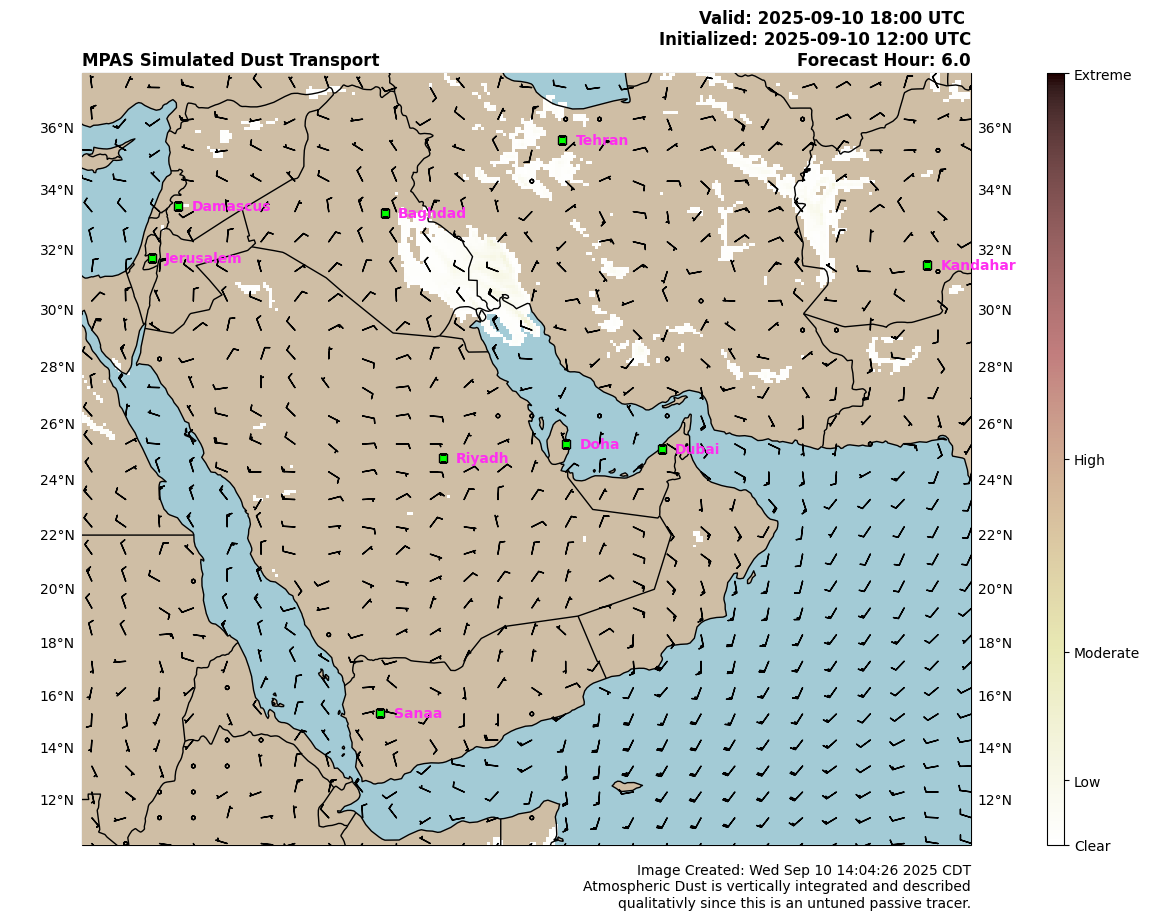 Valid: 2025-09-10 18:00 UTC
Initialized: 2025-09-10 12:00 UTC
MPAS Simulated Dust Transport
Forecast Hour: 6.0
Extreme
36°N
36°N
Tehran
34°N
34°N
Damascus
Baghdad
32°N
32°N
Jerusalem
Kandahar
30°N
30°N
28°N
28°N
26°N
26°N
Doha
Dubai
Riyadh
High
24°N
24°N
22°N
22°N
20°N
20°N
18°N
18°N
Moderate
16°N
16°N
Sanaa
14°N
14°N
Low
12°N
12°N
Clear
Image Created: Wed Sep 10 14:04:26 2025 CDT
Atmospheric Dust is vertically integrated and described
qualitativly since this is an untuned passive tracer.